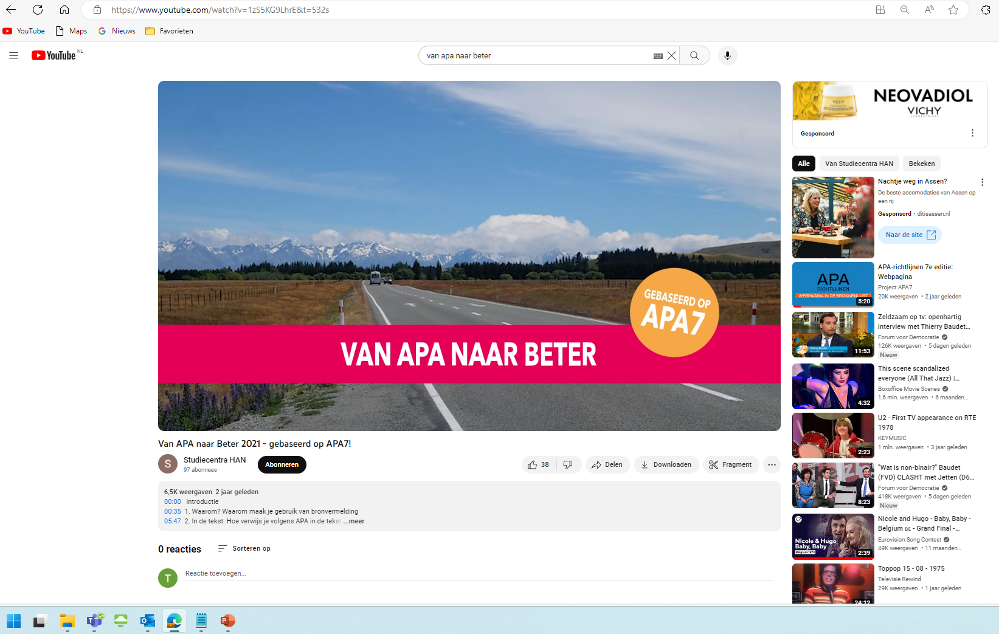 https://www.youtube.com/watch?v=1zS5KG9LhrE&t=532s
YouTube Maps Nieuws Favorieten
YouTube NL
van apa naar beter
GEBASEERD OP
APA7
VAN APA NAAR BETER
Van APA naar Beter 2021 - gebaseerd op APA7!
S
Studiecentra HAN
97 abonnees
Abonneren
38
Delen
Downloaden
Fragment
6,5K weergaven 2 jaar geleden
00:00 Introductie
00:35 1. Waarom? Waarom maak je gebruik van bronvermelding
05:47 2. In de tekst. Hoe verwijs je volgens APA in de tekst ...meer
0 reacties
Sorteren op
T
Reactie toevoegen...
VICHY
NEOVADIOL
VICHY
LABORATOIRES
Gesponsord
Alle
Van Studiecentra HAN
Bekeken
Nachtje weg in Assen?
De beste accomodaties van Assen op
een rij
Gesponsord · ditisassen.nl
Naar de site
APA
RICHTLIJNEN
WEBPAGINA IN DE BRONNENLIJST
5:20
APA-richtlijnen 7e editie:
Webpagina
Project APA7
20K weergaven • 2 jaar geleden
11:53
Zeldzaam op tv: openhartig
interview met Thierry Baudet...
Forum voor Democratie
126K weergaven • 5 dagen geleden
Nieuw
4:32
This scene scandalized
everyone (All That Jazz) |...
Boxoffice Movie Scenes
1,6 mln. weergaven • 6 maanden...
2:23
U2 - First TV appearance on RTE
1978
KEYMUSIC
1 mln. weergaven • 3 jaar geleden
8:23
"Wat is non-binair?" Baudet
(FVD) CLASHT met Jetten (D6...
Forum voor Democratie
418K weergaven • 5 dagen geleden
Nieuw
Nicole & Hugo
Baby, Baby
Belgium 1973
2:39
Nicole and Hugo - Baby, Baby -
Belgium BE - Grand Final -...
Eurovision Song Contest
49K weergaven • 11 maanden...
24:12
Toppop 15 - 08 - 1975
Televisie Rewind
29K weergaven • 1 jaar geleden